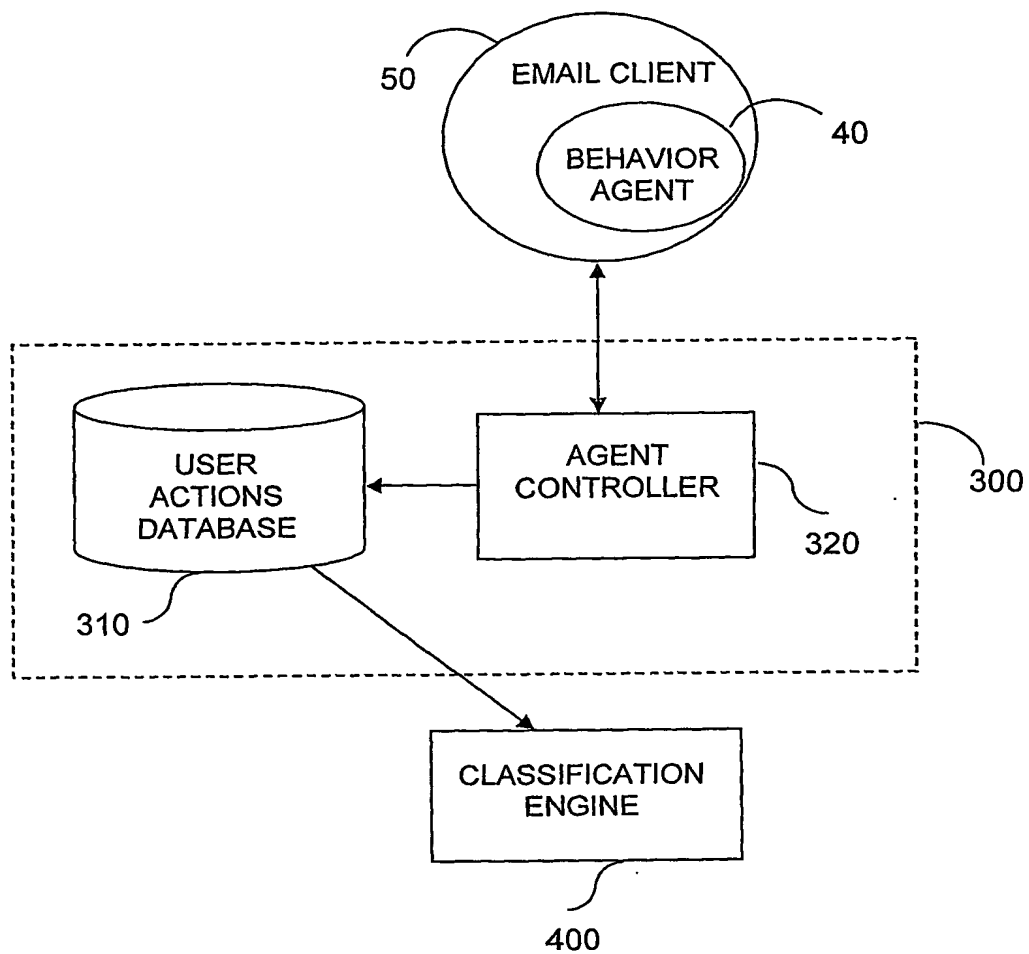 50
EMAIL CLIENT
40
BEHAVIOR
AGENT
USER
ACTIONS
DATABASE
AGENT
CONTROLLER
300
320
310
CLASSIFICATION
ENGINE
400